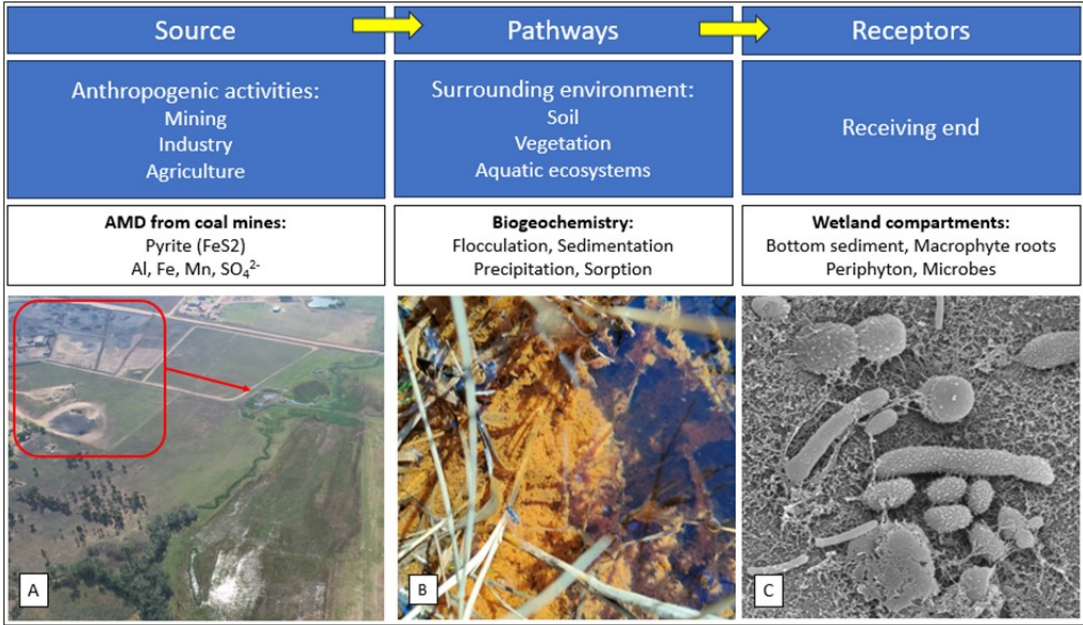 Source
Pathways
Receptors
Anthropogenic activities:
Mining
Industry
Agriculture
Surrounding environment:
Soil
Vegetation
Aquatic ecosystems
Receiving end
AMD from coal mines:
Pyrite (FeS2)
Al, Fe, Mn, SO₄²⁻
Biogeochemistry:
Flocculation, Sedimentation
Precipitation, Sorption
Wetland compartments:
Bottom sediment, Macrophyte roots
Periphyton, Microbes
A
B
C